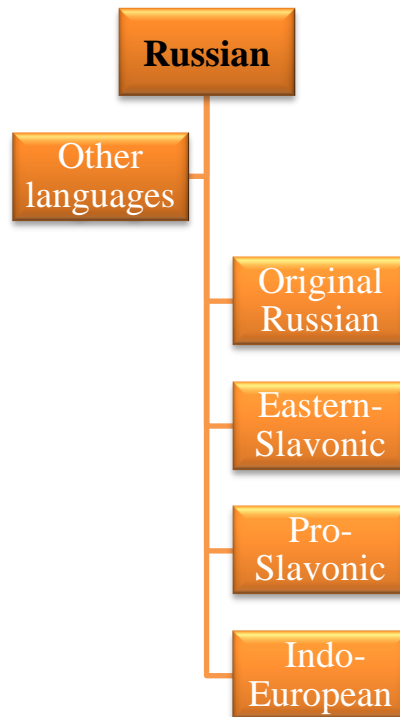 Russian
Other
languages
Original
Russian
Eastern-
Slavonic
Pro-
Slavonic
Indo-
European